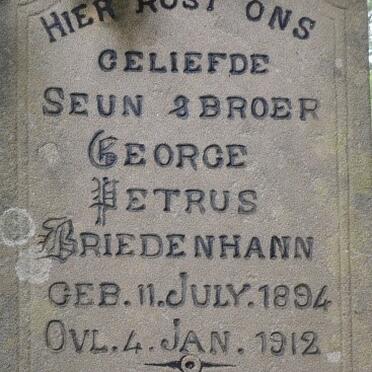 HIER RUST ONS
GELIEFDE
SEUN & BROER
GEORGE
PETRUS
BRIEDENHANN
GEB. 11. JULY. 1894
OVL. 4. JAN. 1912